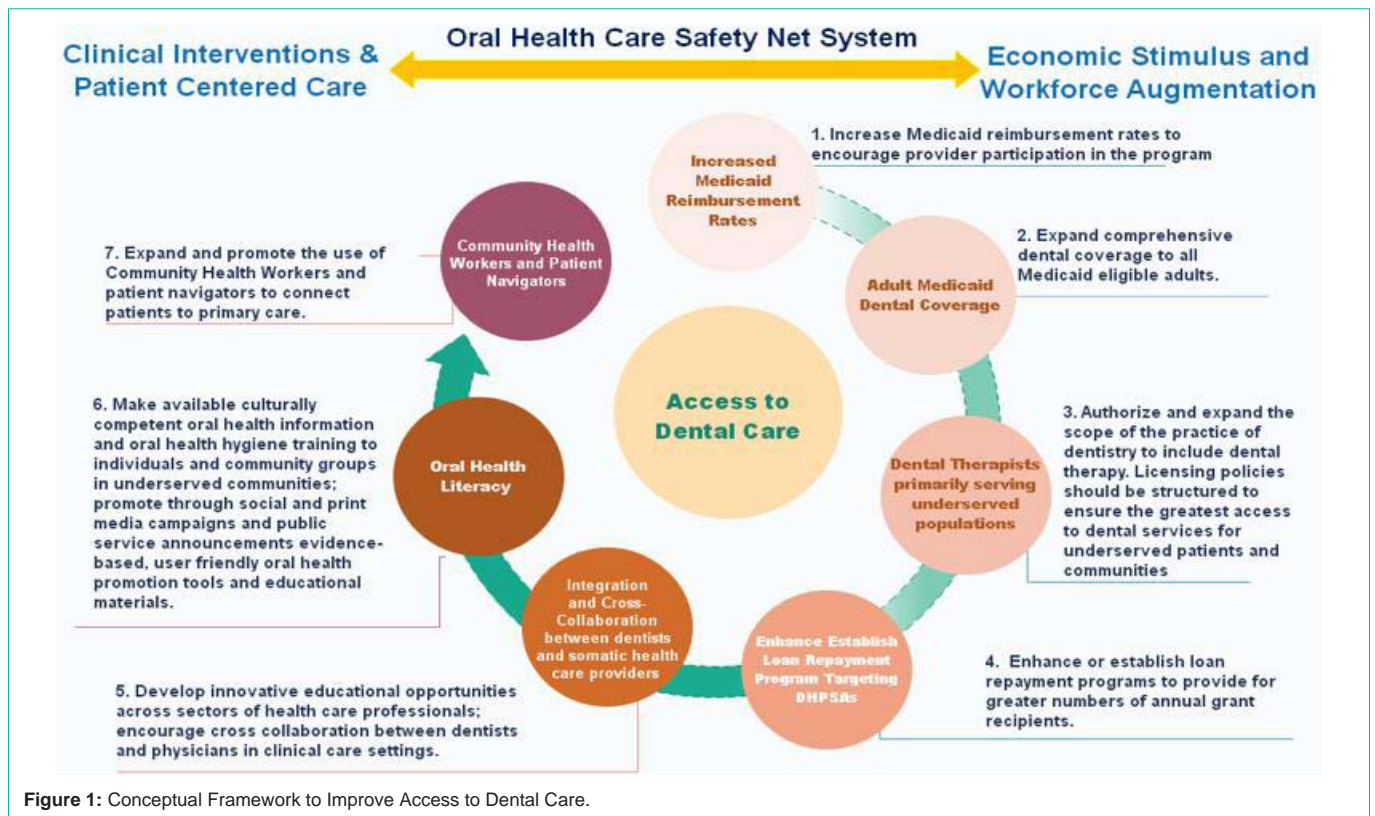 Oral Health Care Safety Net System
Clinical Interventions &
Patient Centered Care
Economic Stimulus and
Workforce Augmentation
Increased
Medicaid
Reimbursement
Rates
1. Increase Medicaid reimbursement rates to
encourage provider participation in the program
Adult Medicaid
Dental Coverage
2. Expand comprehensive
dental coverage to all
Medicaid eligible adults.
Dental Therapists
primarily serving
underserved
populations
3. Authorize and expand the
scope of the practice of
dentistry to include dental
therapy. Licensing policies
should be structured to
ensure the greatest access
to dental services for
underserved patients and
communities
Enhance Establish
Loan Repayment
Program Targeting
DHPSAs
4. Enhance or establish loan
repayment programs to provide for
greater numbers of annual grant
recipients.
Integration
and Cross-
Collaboration
between dentists
and somatic health
care providers
5. Develop innovative educational opportunities
across sectors of health care professionals;
encourage cross collaboration between dentists
and physicians in clinical care settings.
Oral Health
Literacy
6. Make available culturally
competent oral health information
and oral health hygiene training to
individuals and community groups
in underserved communities;
promote through social and print
media campaigns and public
service announcements evidence-
based, user friendly oral health
promotion tools and educational
materials.
Community Health
Workers and Patient
Navigators
7. Expand and promote the use of
Community Health Workers and
patient navigators to connect
patients to primary care.
Access to
Dental Care
Figure 1: Conceptual Framework to Improve Access to Dental Care.